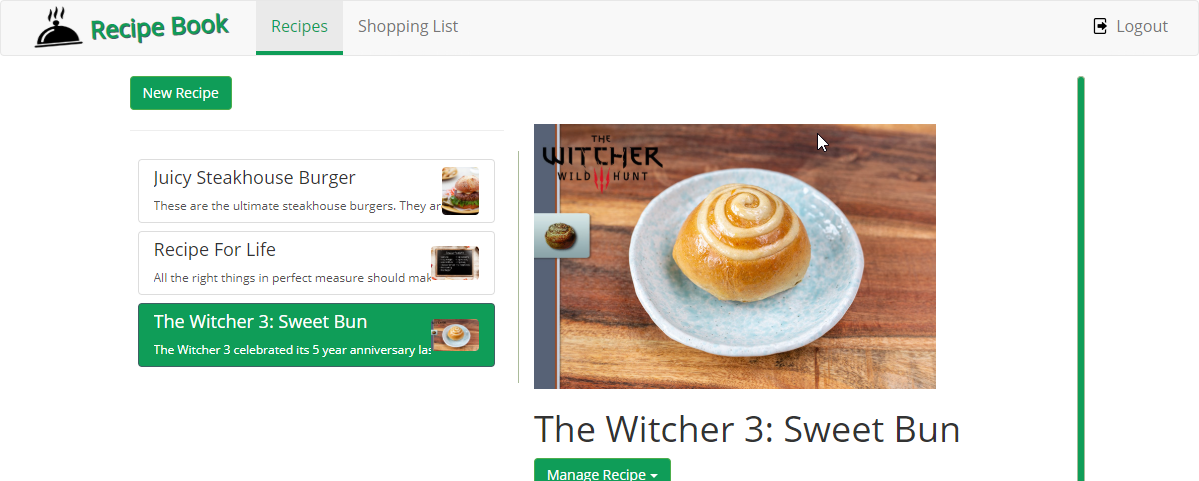 Recipe Book
Recipes
Shopping List
Logout
New Recipe
Juicy Steakhouse Burger
These are the ultimate steakhouse burgers. They ar
Recipe For Life
All the right things in perfect measure should mak
The Witcher 3: Sweet Bun
The Witcher 3 celebrated its 5 year anniversary las
THE
WITCHER
WILD HUNT
The Witcher 3: Sweet Bun
Manage Recipe